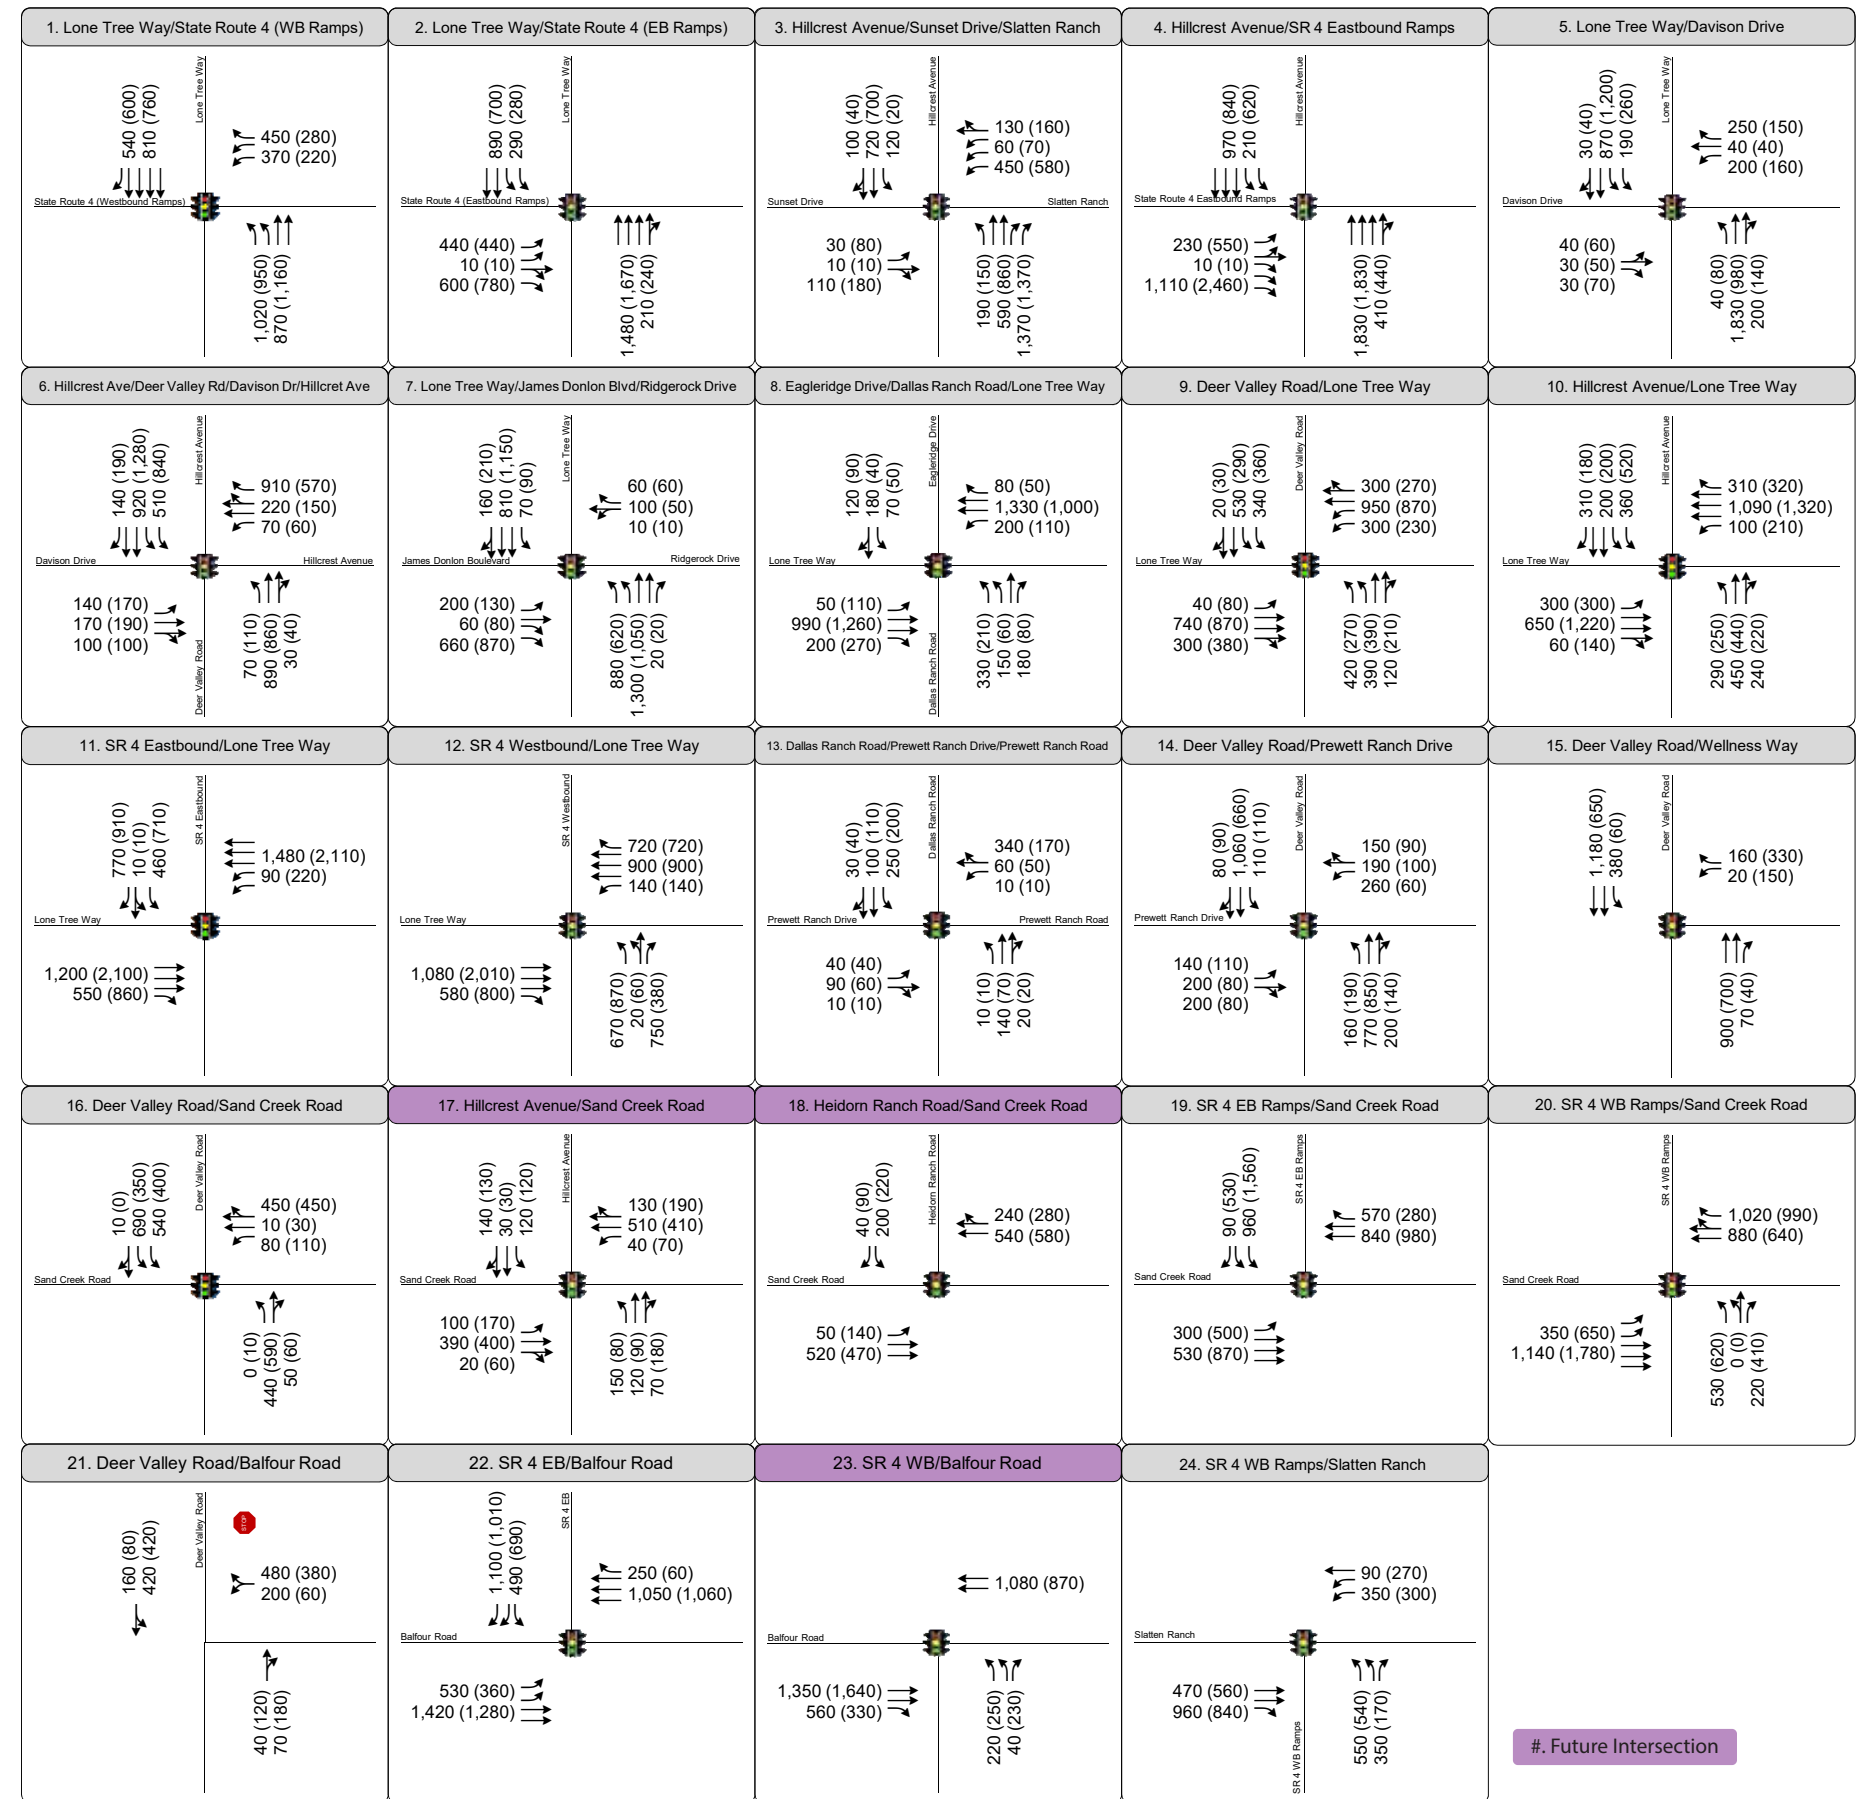 1. Lone Tree Way/State Route 4 (WB Ramps)
540 (600)
810 (760)
Lone Tree Way
450 (280)
370 (220)
State Route 4 (Westbound Ramps)
1,020 (950)
870 (1,160)
2. Lone Tree Way/State Route 4 (EB Ramps)
890 (700)
290 (280)
Lone Tree Way
State Route 4 (Eastbound Ramps)
440 (440)
10 (10)
600 (780)
1,480 (1,670)
210 (240)
3. Hillcrest Avenue/Sunset Drive/Slatten Ranch
100 (40)
720 (700)
120 (20)
Hillcrest Avenue
130 (160)
60 (70)
450 (580)
Sunset Drive
Slatten Ranch
30 (80)
10 (10)
110 (180)
190 (150)
590 (860)
1,370 (1,370)
4. Hillcrest Avenue/SR 4 Eastbound Ramps
970 (840)
210 (620)
Hillcrest Avenue
State Route 4 Eastbound Ramps
230 (550)
10 (10)
1,110 (2,460)
1,830 (1,830)
410 (440)
5. Lone Tree Way/Davison Drive
30 (40)
870 (1,200)
190 (260)
Lone Tree Way
250 (150)
40 (40)
200 (160)
Davison Drive
40 (60)
30 (50)
30 (70)
40 (80)
1,830 (980)
200 (140)
6. Hillcrest Ave/Deer Valley Rd/Davison Dr/Hillcret Ave
140 (190)
920 (1,280)
510 (840)
Hillcrest Avenue
910 (570)
220 (150)
70 (60)
Davison Drive
Hillcrest Avenue
140 (170)
170 (190)
100 (100)
Deer Valley Road
70 (110)
890 (860)
30 (40)
7. Lone Tree Way/James Donlon Blvd/Ridgerock Drive
160 (210)
810 (1,150)
70 (90)
Lone Tree Way
60 (60)
100 (50)
10 (10)
James Donlon Boulevard
Ridgerock Drive
200 (130)
60 (80)
660 (870)
880 (620)
1,300 (1,050)
20 (20)
8. Eagleridge Drive/Dallas Ranch Road/Lone Tree Way
120 (90)
180 (40)
70 (50)
Eagleridge Drive
80 (50)
1,330 (1,000)
200 (110)
Lone Tree Way
50 (110)
990 (1,260)
200 (270)
Dallas Ranch Road
330 (210)
150 (60)
180 (80)
9. Deer Valley Road/Lone Tree Way
20 (30)
530 (290)
340 (360)
Deer Valley Road
300 (270)
950 (870)
300 (230)
Lone Tree Way
40 (80)
740 (870)
300 (380)
420 (270)
390 (390)
120 (210)
10. Hillcrest Avenue/Lone Tree Way
310 (180)
200 (200)
360 (520)
Hillcrest Avenue
310 (320)
1,090 (1,320)
100 (210)
Lone Tree Way
300 (300)
650 (1,220)
60 (140)
290 (250)
450 (440)
240 (220)
11. SR 4 Eastbound/Lone Tree Way
770 (910)
10 (10)
460 (710)
SR 4 Eastbound
1,480 (2,110)
90 (220)
Lone Tree Way
1,200 (2,100)
550 (860)
12. SR 4 Westbound/Lone Tree Way
SR 4 Westbound
720 (720)
900 (900)
140 (140)
Lone Tree Way
1,080 (2,010)
580 (800)
670 (870)
20 (60)
750 (380)
13. Dallas Ranch Road/Prewett Ranch Drive/Prewett Ranch Road
30 (40)
100 (110)
250 (200)
Dallas Ranch Road
340 (170)
60 (50)
10 (10)
Prewett Ranch Drive
Prewett Ranch Road
40 (40)
90 (60)
10 (10)
10 (10)
140 (70)
20 (20)
14. Deer Valley Road/Prewett Ranch Drive
80 (90)
1,060 (660)
110 (110)
Deer Valley Road
150 (90)
190 (100)
260 (60)
Prewett Ranch Drive
140 (110)
200 (80)
200 (80)
160 (190)
770 (850)
200 (140)
15. Deer Valley Road/Wellness Way
1,180 (650)
380 (60)
Deer Valley Road
160 (330)
20 (150)
900 (700)
70 (40)
16. Deer Valley Road/Sand Creek Road
10 (0)
690 (350)
540 (400)
Deer Valley Road
450 (450)
10 (30)
80 (110)
Sand Creek Road
0 (10)
440 (590)
50 (60)
17. Hillcrest Avenue/Sand Creek Road
140 (130)
30 (30)
120 (120)
Hillcrest Avenue
130 (190)
510 (410)
40 (70)
Sand Creek Road
100 (170)
390 (400)
20 (60)
150 (80)
120 (90)
70 (180)
18. Heidorn Ranch Road/Sand Creek Road
40 (90)
200 (220)
Heidorn Ranch Road
240 (280)
540 (580)
Sand Creek Road
50 (140)
520 (470)
19. SR 4 EB Ramps/Sand Creek Road
90 (530)
960 (1,560)
SR 4 EB Ramps
570 (280)
840 (980)
Sand Creek Road
300 (500)
530 (870)
20. SR 4 WB Ramps/Sand Creek Road
SR 4 WB Ramps
1,020 (990)
880 (640)
Sand Creek Road
350 (650)
1,140 (1,780)
530 (620)
0 (0)
220 (410)
21. Deer Valley Road/Balfour Road
160 (80)
420 (420)
Deer Valley Road
STOP
480 (380)
200 (60)
40 (120)
70 (180)
22. SR 4 EB/Balfour Road
1,100 (1,010)
490 (690)
SR 4 EB
250 (60)
1,050 (1,060)
Balfour Road
530 (360)
1,420 (1,280)
23. SR 4 WB/Balfour Road
1,080 (870)
Balfour Road
1,350 (1,640)
560 (330)
220 (250)
40 (230)
24. SR 4 WB Ramps/Slatten Ranch
90 (270)
350 (300)
Slatten Ranch
470 (560)
960 (840)
SR 4 WB Ramps
550 (540)
350 (170)
#. Future Intersection